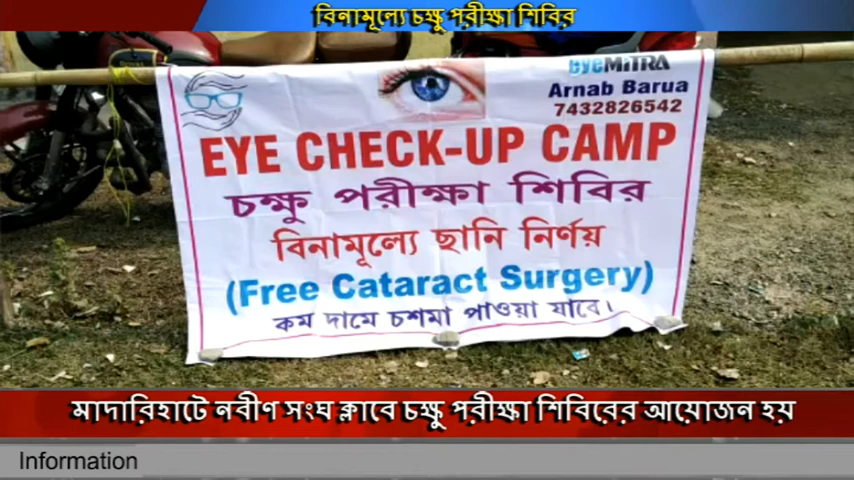 বিনামূল্যে চক্ষু পরীক্ষা শিবির
eyeMITRA
Arnab Barua
7432826542
EYE CHECK-UP CAMP
চক্ষু পরীক্ষা শিবির
বিনামূল্যে ছানি নির্ণয়
(Free Cataract Surgery)
কম দামে চশমা পাওয়া যাবে।
মাদারিহাটে নবীণ সংঘ ক্লাবে চক্ষু পরীক্ষা শিবিরের আয়োজন হয়
Information